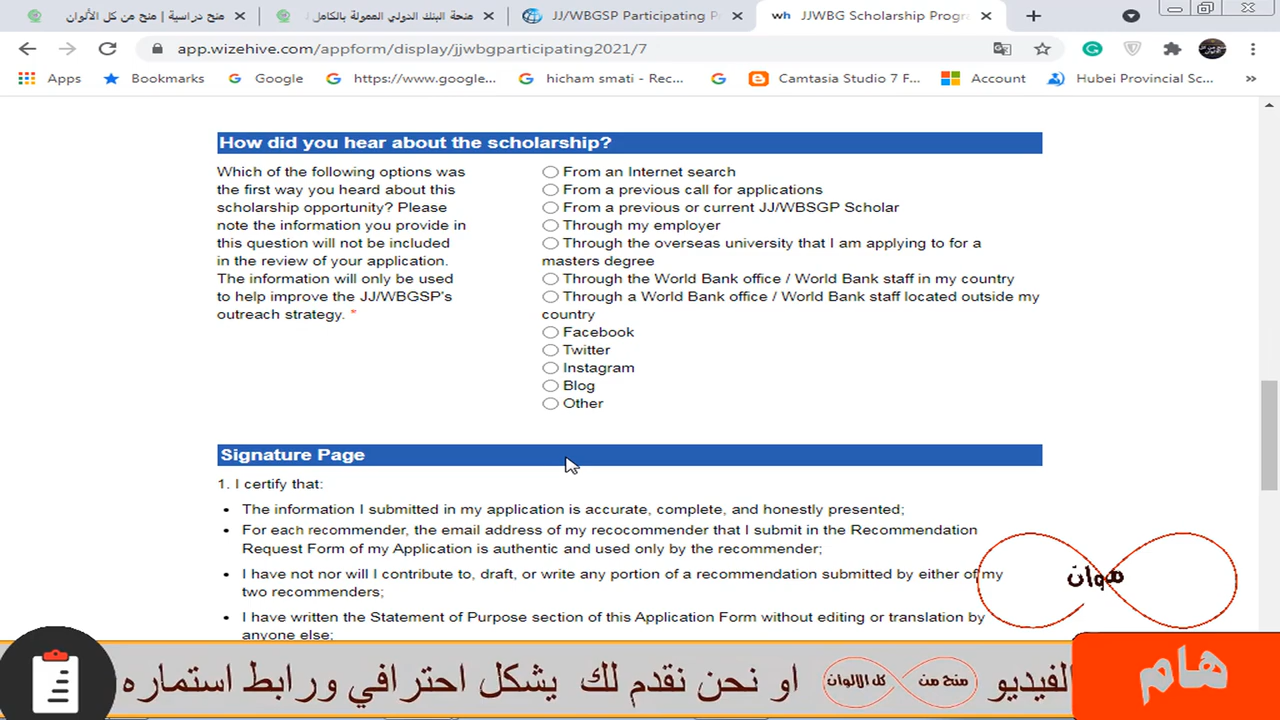 منح دراسية | منح من كل الألوان
منحة البنك الدولي الممولة بالكامل
JJ/WBGSP Participating P
wh JJWBG Scholarship Progra
app.wizehive.com/appform/display/jjwbgparticipating2021/7
Apps Bookmarks Google https://www.google... hicham smati - Rec... Camtasia Studio 7 F... Account Hubei Provincial Sc... »
How did you hear about the scholarship?
Which of the following options was
the first way you heard about this
scholarship opportunity? Please
note the information you provide in
this question will not be included
in the review of your application.
The information will only be used
to help improve the JJ/WBGSP's
outreach strategy. *
From an Internet search
From a previous call for applications
From a previous or current JJ/WBSGP Scholar
Through my employer
Through the overseas university that I am applying to for a
masters degree
Through the World Bank office / World Bank staff in my country
Through a World Bank office / World Bank staff located outside my
country
Facebook
Twitter
Instagram
Blog
Other
Signature Page
1. I certify that:
• The information I submitted in my application is accurate, complete, and honestly presented;
• For each recommender, the email address of my recocommender that I submit in the Recommendation
Request Form of my Application is authentic and used only by the recommender;
• I have not nor will I contribute to, draft, or write any portion of a recommendation submitted by either of my
two recommenders;
• I have written the Statement of Purpose section of this Application Form without editing or translation by
anyone else;
هوات
هام
لفيديو منح من كل الالوان او نحن نقدم لك يشكل احترافي ورابط استماره